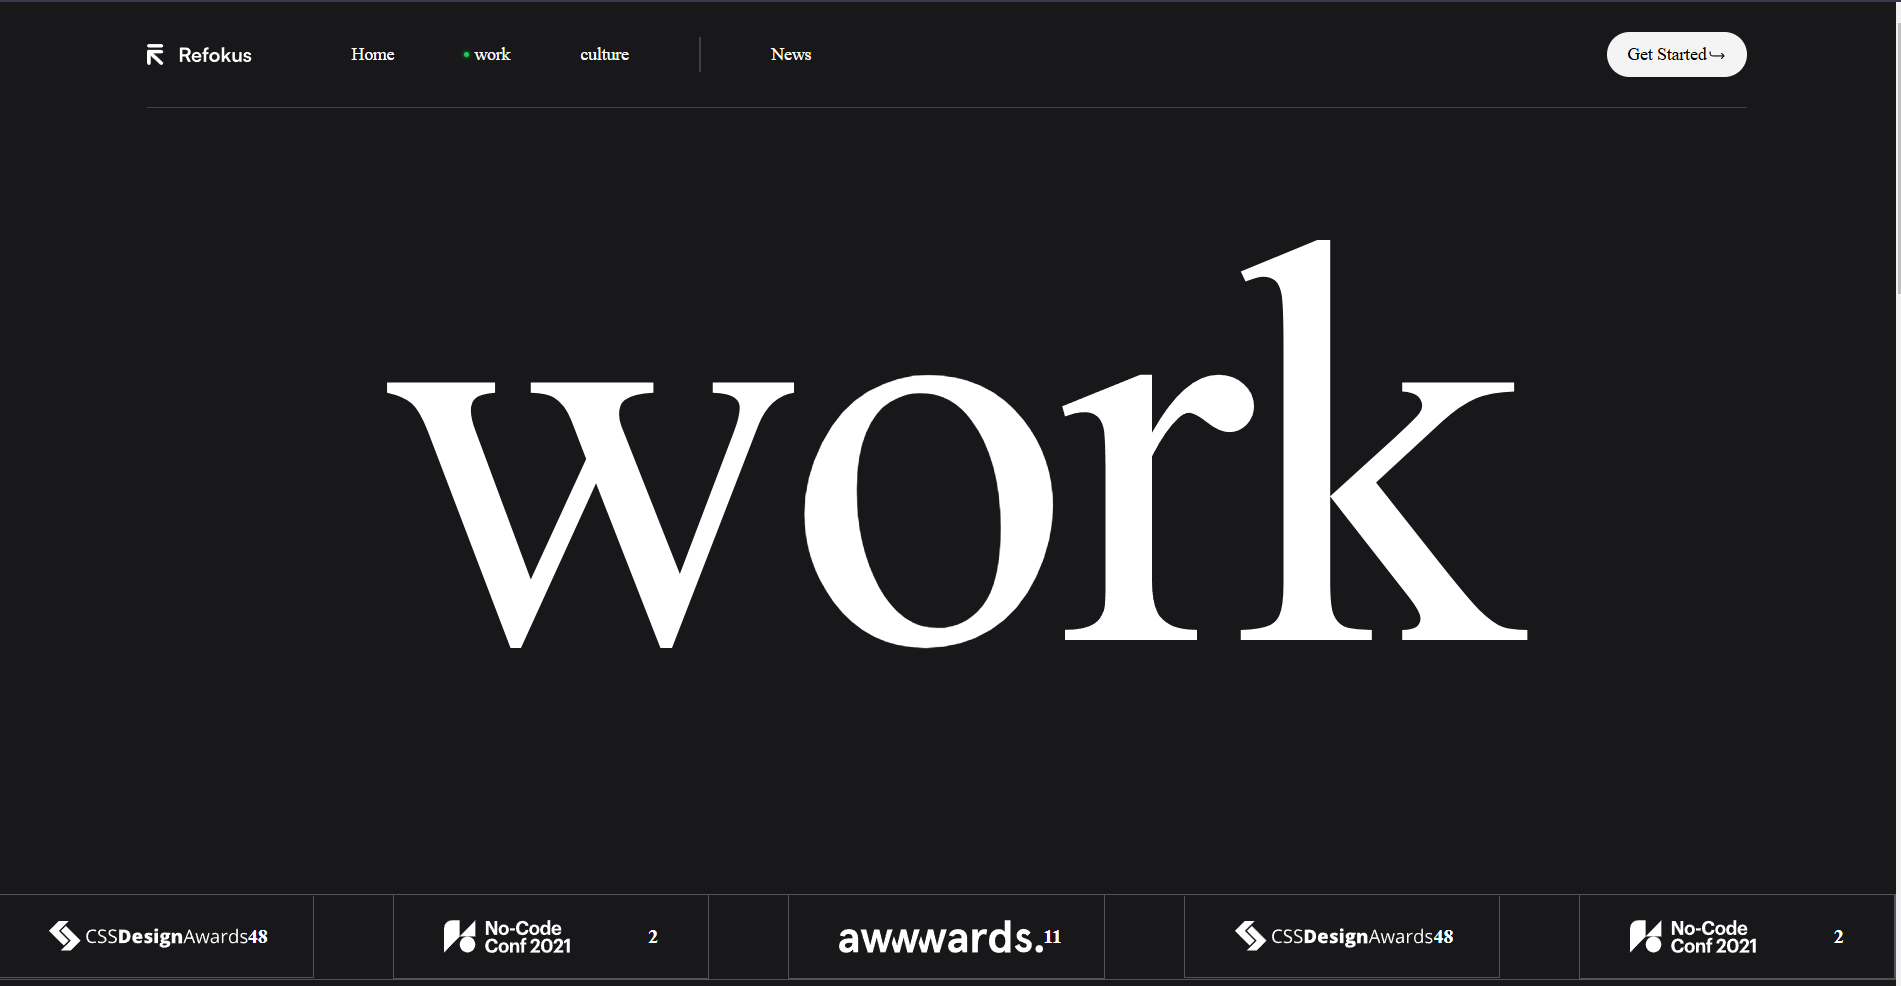 Refokus Home work culture News Get Started
work
CSSDesignAwards48 No-Code Conf 2021 2 awwwards.11 CSSDesignAwards48 No-Code Conf 2021 2